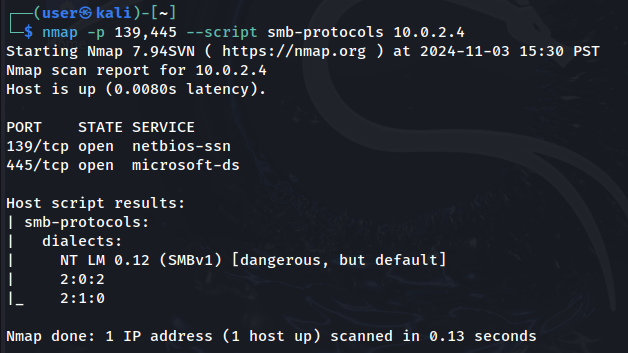 ┌──(user㉿kali)-[~]
└─$ nmap -p 139,445 --script smb-protocols 10.0.2.4
Starting Nmap 7.94SVN ( https://nmap.org ) at 2024-11-03 15:30 PST
Nmap scan report for 10.0.2.4
Host is up (0.0080s latency).

PORT    STATE SERVICE
139/tcp open  netbios-ssn
445/tcp open  microsoft-ds

Host script results:
| smb-protocols:
|   dialects:
|     NT LM 0.12 (SMBv1) [dangerous, but default]
|     2:0:2
|_    2:1:0

Nmap done: 1 IP address (1 host up) scanned in 0.13 seconds